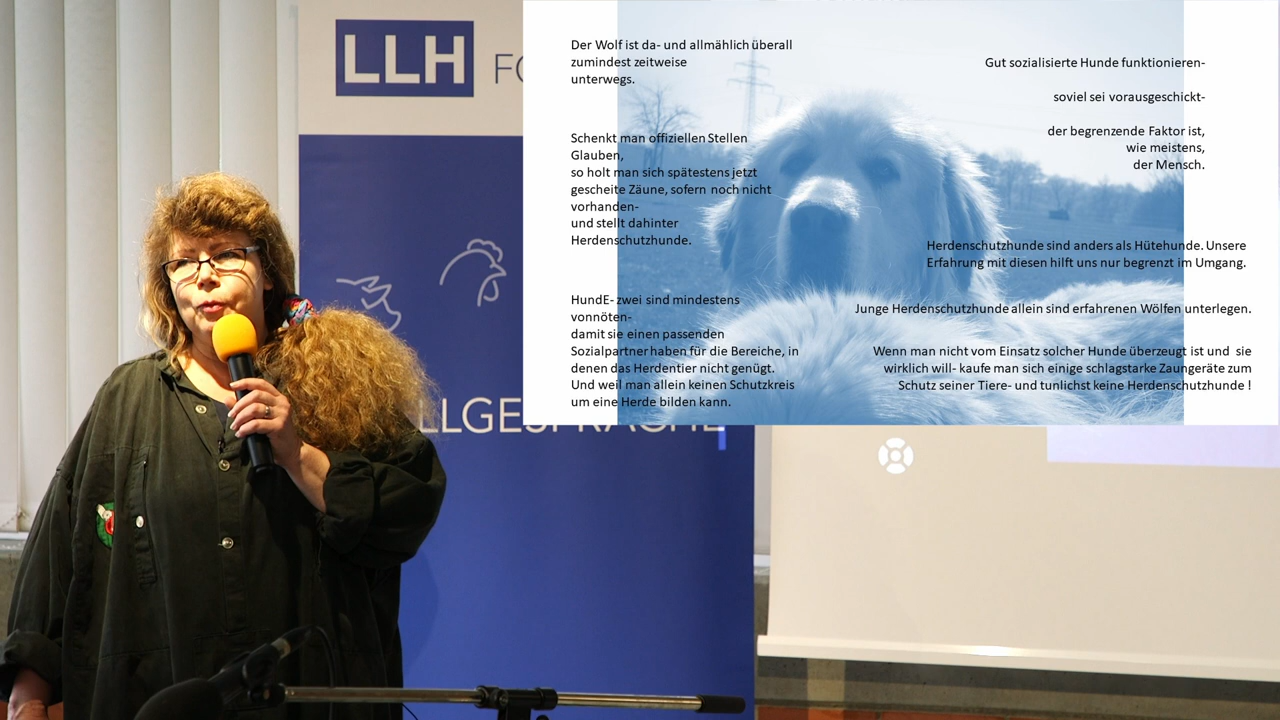 LLH
Der Wolf ist da- und allmählich überall
zumindest zeitweise
unterwegs.
Schenkt man offiziellen Stellen
Glauben,
so holt man sich spätestens jetzt
gescheite Zäune, sofern noch nicht
vorhanden-
und stellt dahinter
Herdenschutzhunde.
HundE- zwei sind mindestens
vonnöten-
damit sie einen passenden
Sozialpartner haben für die Bereiche, in
denen das Herdentier nicht genügt.
Und weil man allein keinen Schutzkreis
um eine Herde bilden kann.
Gut sozialisierte Hunde funktionieren-
soviel sei vorausgeschickt-
der begrenzende Faktor ist,
wie meistens,
der Mensch.
Herdenschutzhunde sind anders als Hütehunde. Unsere
Erfahrung mit diesen hilft uns nur begrenzt im Umgang.
Junge Herdenschutzhunde allein sind erfahrenen Wölfen unterlegen.
Wenn man nicht vom Einsatz solcher Hunde überzeugt ist und sie
wirklich will- kaufe man sich einige schlagstarke Zaungeräte zum
Schutz seiner Tiere- und tunlichst keine Herdenschutzhunde !